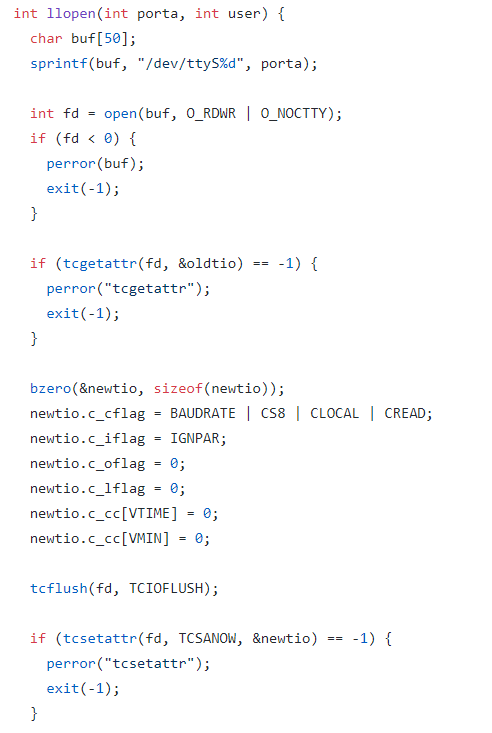 int llopen(int porta, int user) {
  char buf[50];
  sprintf(buf, "/dev/ttyS%d", porta);

  int fd = open(buf, O_RDWR | O_NOCTTY);
  if (fd < 0) {
    perror(buf);
    exit(-1);
  }

  if (tcgetattr(fd, &oldtio) == -1) {
    perror("tcgetattr");
    exit(-1);
  }

  bzero(&newtio, sizeof(newtio));
  newtio.c_cflag = BAUDRATE | CS8 | CLOCAL | CREAD;
  newtio.c_iflag = IGNPAR;
  newtio.c_oflag = 0;
  newtio.c_lflag = 0;
  newtio.c_cc[VTIME] = 0;
  newtio.c_cc[VMIN] = 0;

  tcflush(fd, TCIOFLUSH);

  if (tcsetattr(fd, TCSANOW, &newtio) == -1) {
    perror("tcsetattr");
    exit(-1);
  }